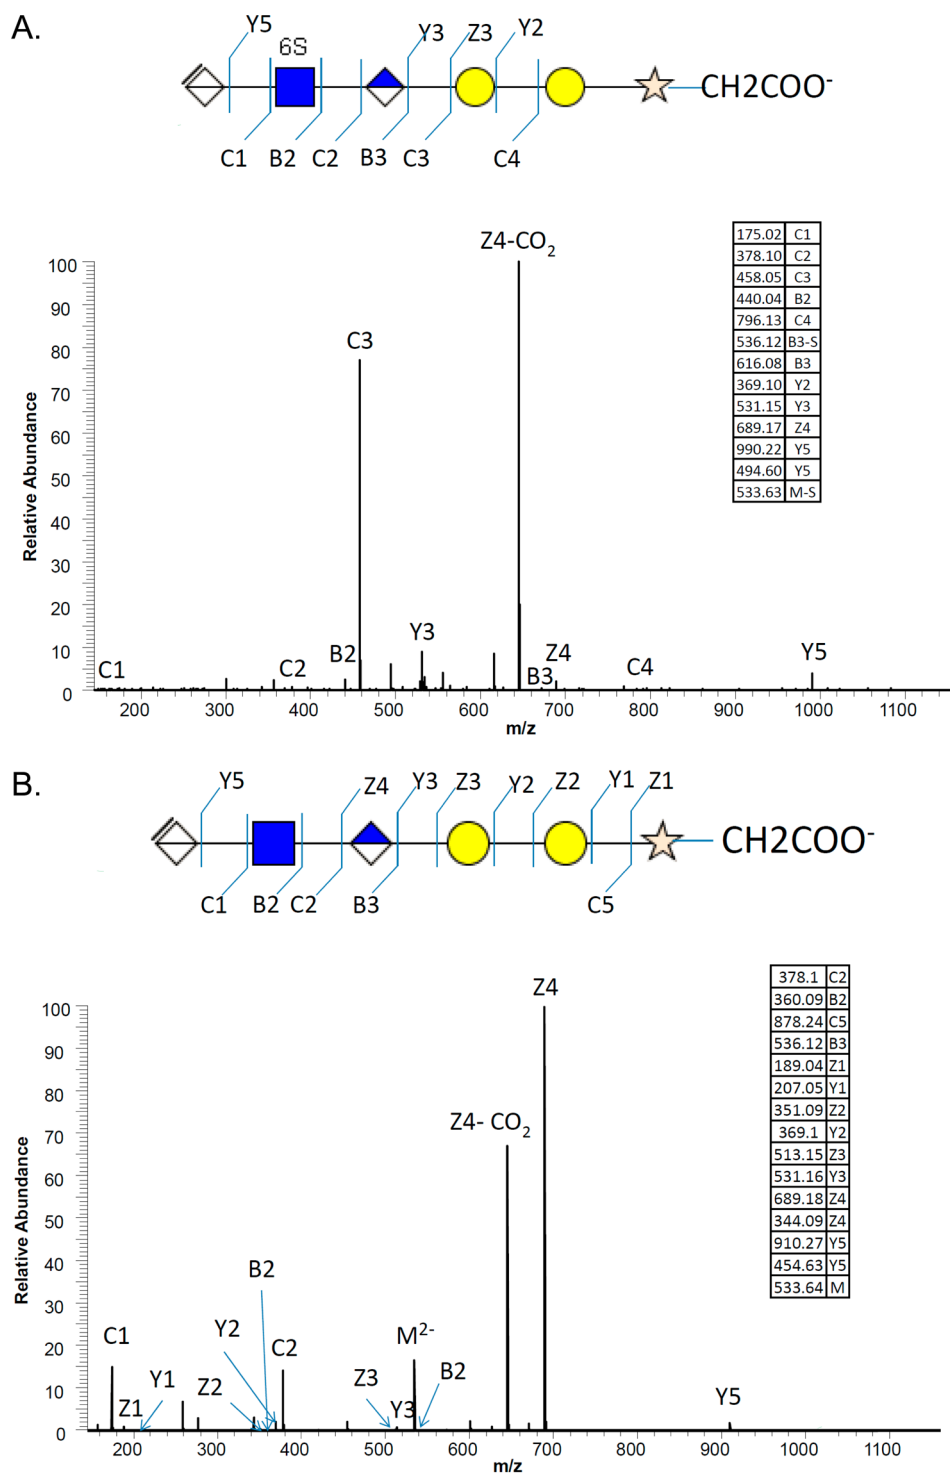 A.
Y5
Y3
Z3
Y2
6S
CH2COO-
C1
B2
C2
B3
C3
C4
Z4-CO2
175.02 C1
378.10 C2
458.05 C3
440.04 B2
796.13 C4
536.12 B3-S
616.08 B3
369.10 Y2
531.15 Y3
689.17 Z4
990.22 Y5
494.60 Y5
533.63 M-S
100
90
80
70
60
50
40
30
20
10
0
Relative Abundance
C3
C1
C2
B2
Y3
B3
Z4
C4
Y5
200 300 400 500 600 700 800 900 1000 1100
m/z
B.
Y5
Z4
Y3
Z3
Y2
Z2
Y1
Z1
CH2COO-
C1
B2
C2
B3
C5
378.1 C2
360.09 B2
878.24 C5
536.12 B3
189.04 Z1
207.05 Y1
351.09 Z2
369.1 Y2
513.15 Z3
531.16 Y3
689.18 Z4
344.09 Z4
910.27 Y5
454.63 Y5
533.64 M
Z4
Z4- CO2
100
90
80
70
60
50
40
30
20
10
0
Relative Abundance
B2
Y2
C1
M2-
C2
Y1
Z2
Z3
B2
Z1
Y3
Y5
200 300 400 500 600 700 800 900 1000 1100
m/z